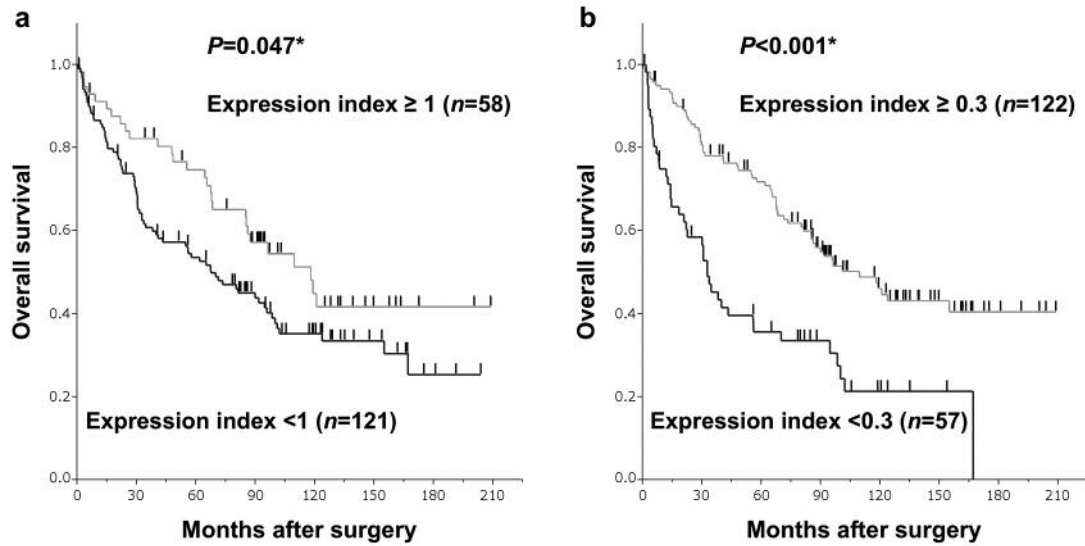 a
P=0.047*
Expression index ≥ 1 (n=58)
Overall survival
1.0
0.8
0.6
0.4
0.2
0.0
Expression index <1 (n=121)
0 30 60 90 120 150 180 210
Months after surgery
b
P<0.001*
Expression index ≥ 0.3 (n=122)
Overall survival
1.0
0.8
0.6
0.4
0.2
0.0
Expression index <0.3 (n=57)
0 30 60 90 120 150 180 210
Months after surgery